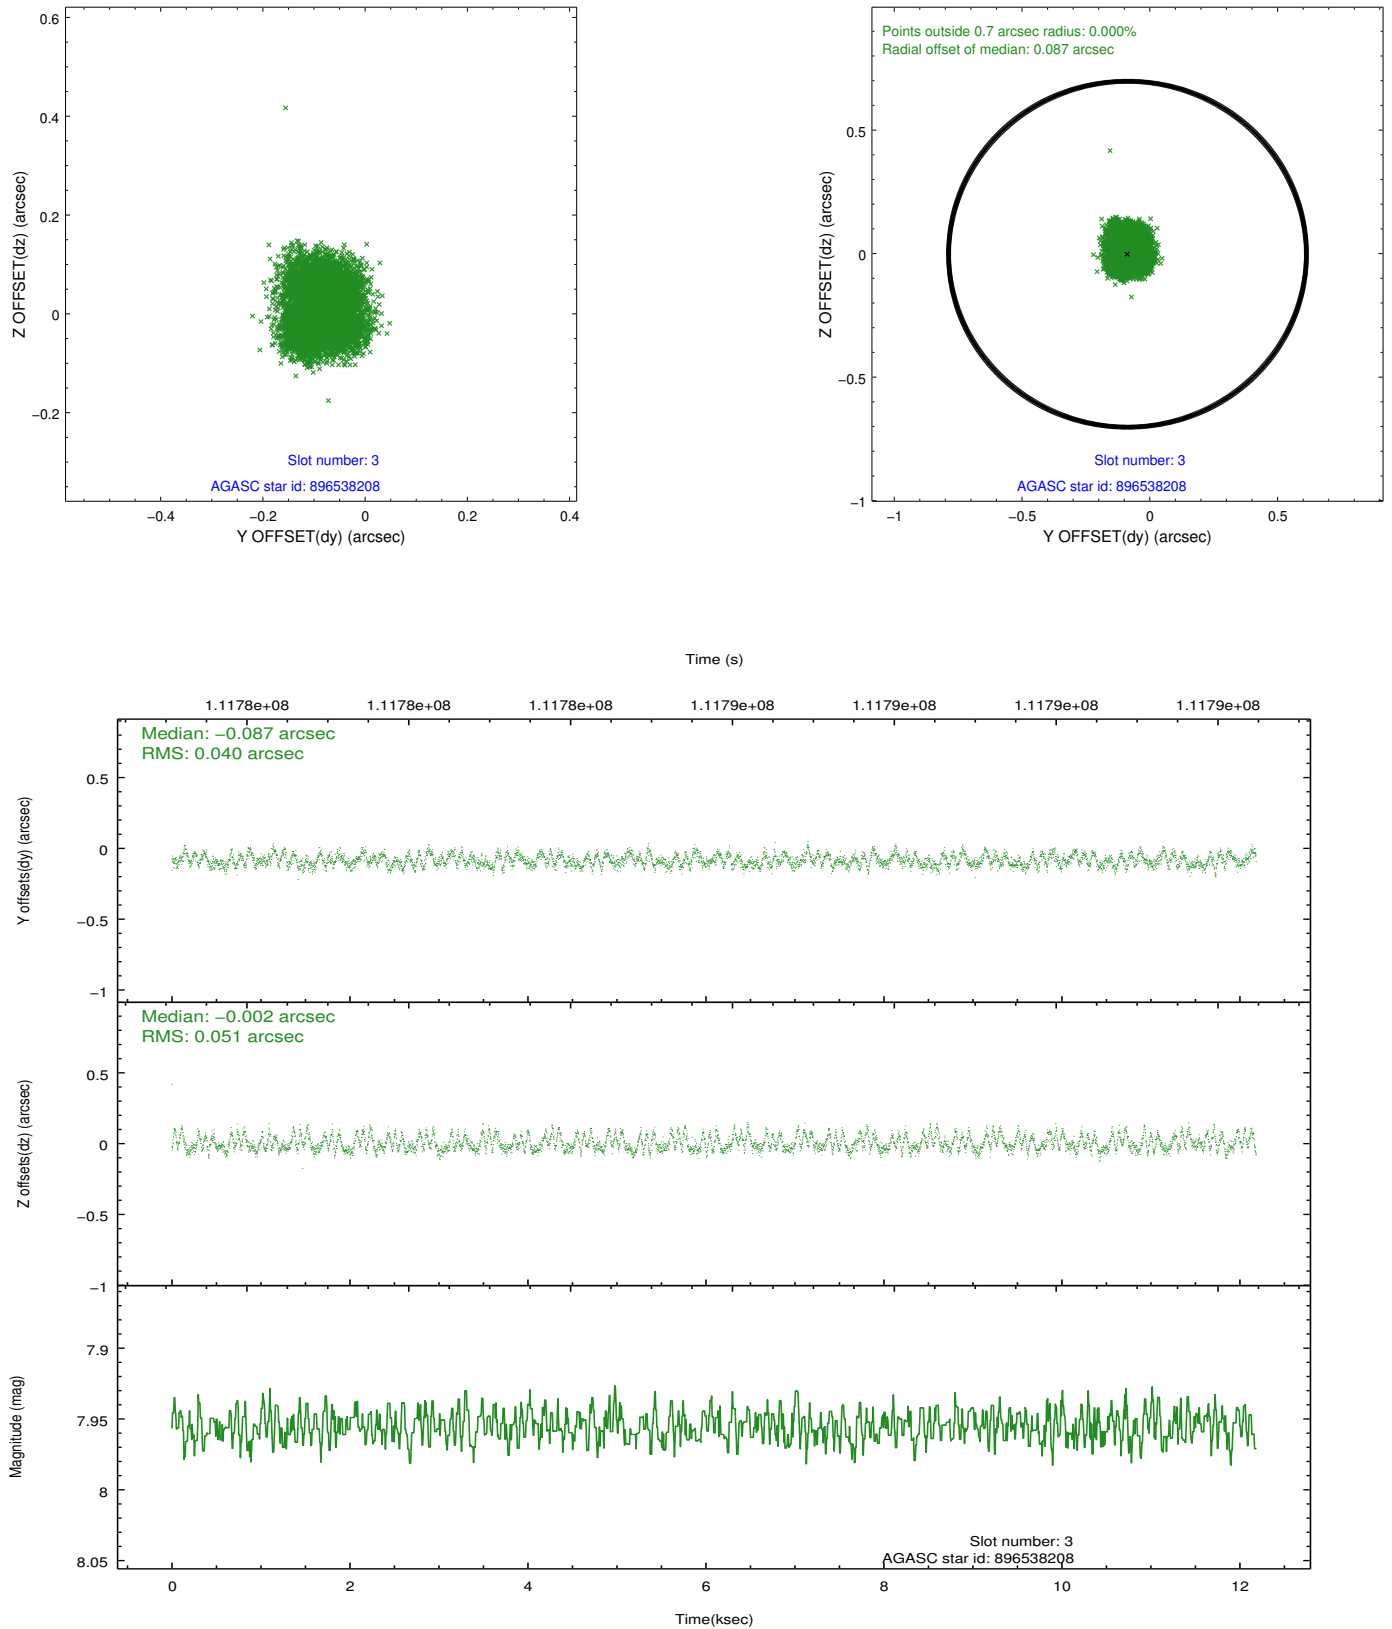 0.6
0.4
0.2
0
−0.2
Z OFFSET(dz) (arcsec)
Slot number: 3
AGASC star id: 896538208
−0.4 −0.2 0 0.2 0.4
Y OFFSET(dy) (arcsec)
Points outside 0.7 arcsec radius: 0.000%
Radial offset of median: 0.087 arcsec
0.5
0
−0.5
−1
Z OFFSET(dz) (arcsec)
Slot number: 3
AGASC star id: 896538208
−1 −0.5 0 0.5
Y OFFSET(dy) (arcsec)
Time (s)
1.1178e+08 1.1178e+08 1.1178e+08 1.1179e+08 1.1179e+08 1.1179e+08 1.1179e+08
Median: −0.087 arcsec
RMS: 0.040 arcsec
0.5
0
−0.5
−1
Y offsets(dy) (arcsec)
Median: −0.002 arcsec
RMS: 0.051 arcsec
0.5
0
−0.5
−1
Z offsets(dz) (arcsec)
7.9
7.95
8
8.05
Magnitude (mag)
Slot number: 3
AGASC star id: 896538208
0 2 4 6 8 10 12
Time(ksec)